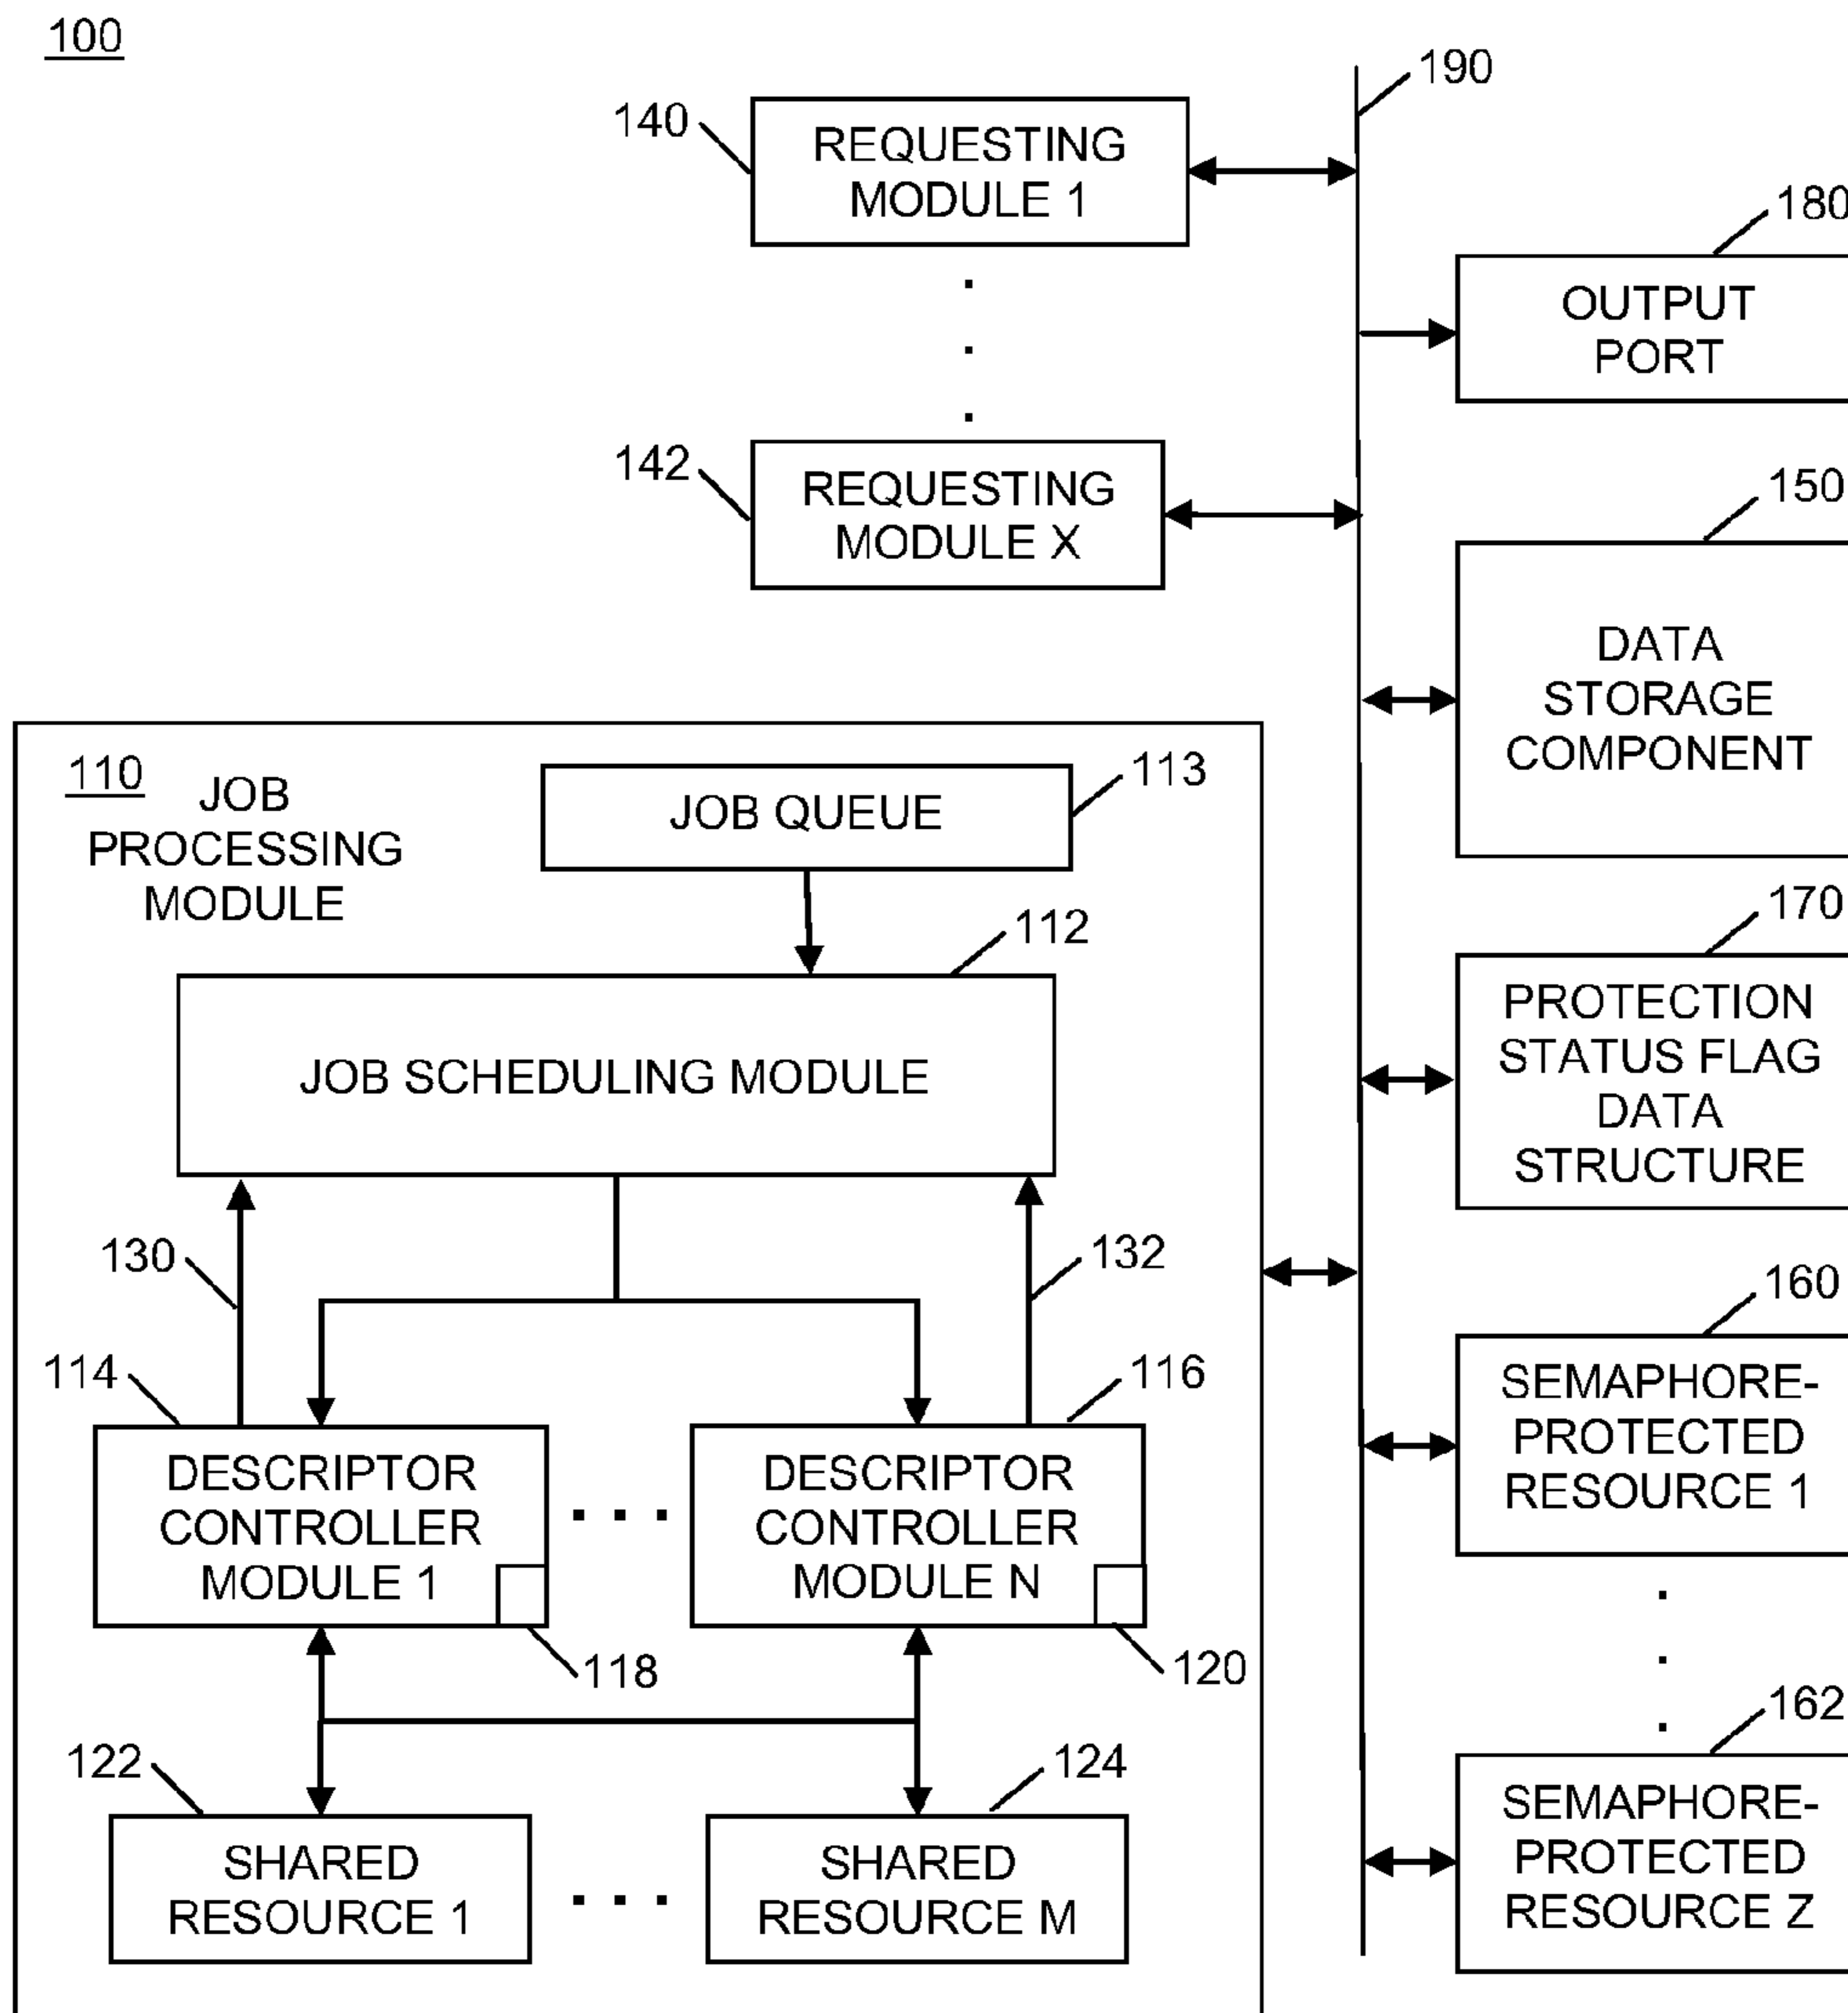 100
190
140
REQUESTING
MODULE 1
180
OUTPUT
PORT
142
REQUESTING
MODULE X
150
DATA
STORAGE
COMPONENT
110
JOB
PROCESSING
MODULE
JOB QUEUE
113
112
JOB SCHEDULING MODULE
170
PROTECTION
STATUS FLAG
DATA
STRUCTURE
130
132
114
DESCRIPTOR
CONTROLLER
MODULE 1
116
DESCRIPTOR
CONTROLLER
MODULE N
118
120
160
SEMAPHORE-
PROTECTED
RESOURCE 1
122
SHARED
RESOURCE 1
124
SHARED
RESOURCE M
162
SEMAPHORE-
PROTECTED
RESOURCE Z